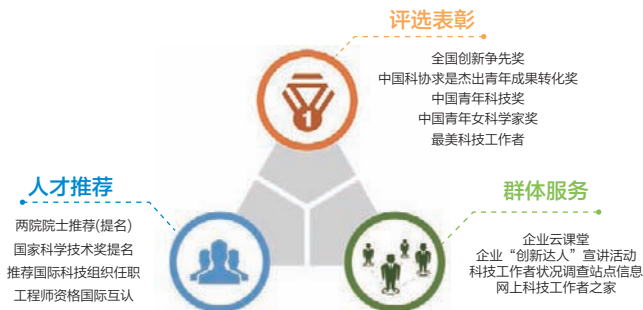 评选表彰
全国创新争先奖
中国科协求是杰出青年成果转化奖
中国青年科技奖
中国青年女科学家奖
最美科技工作者
1
人才推荐
两院院士推荐(提名)
国家科学技术奖提名
推荐国际科技组织任职
工程师资格国际互认
群体服务
企业云课堂
企业“创新达人”宣讲活动
科技工作者状况调查站点信息
网上科技工作者之家